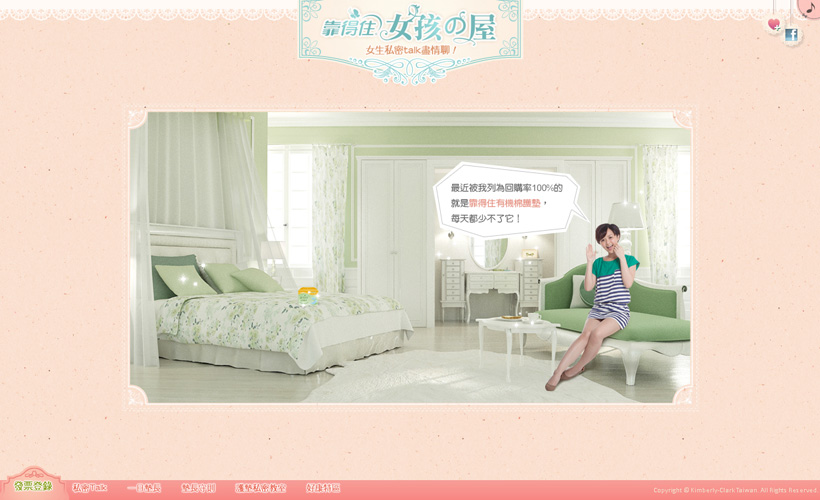 靠得住 女孩の屋
女生私密talk盡情聊！
最近被我列為回購率100%的
就是靠得住有機棉護墊，
每天都少不了它！
發票登錄
私密Talk
一日墊長
墊長守則
護墊私密教室
好康特區
Copyright © Kimberly-Clark Taiwan. All Rights Reserved.